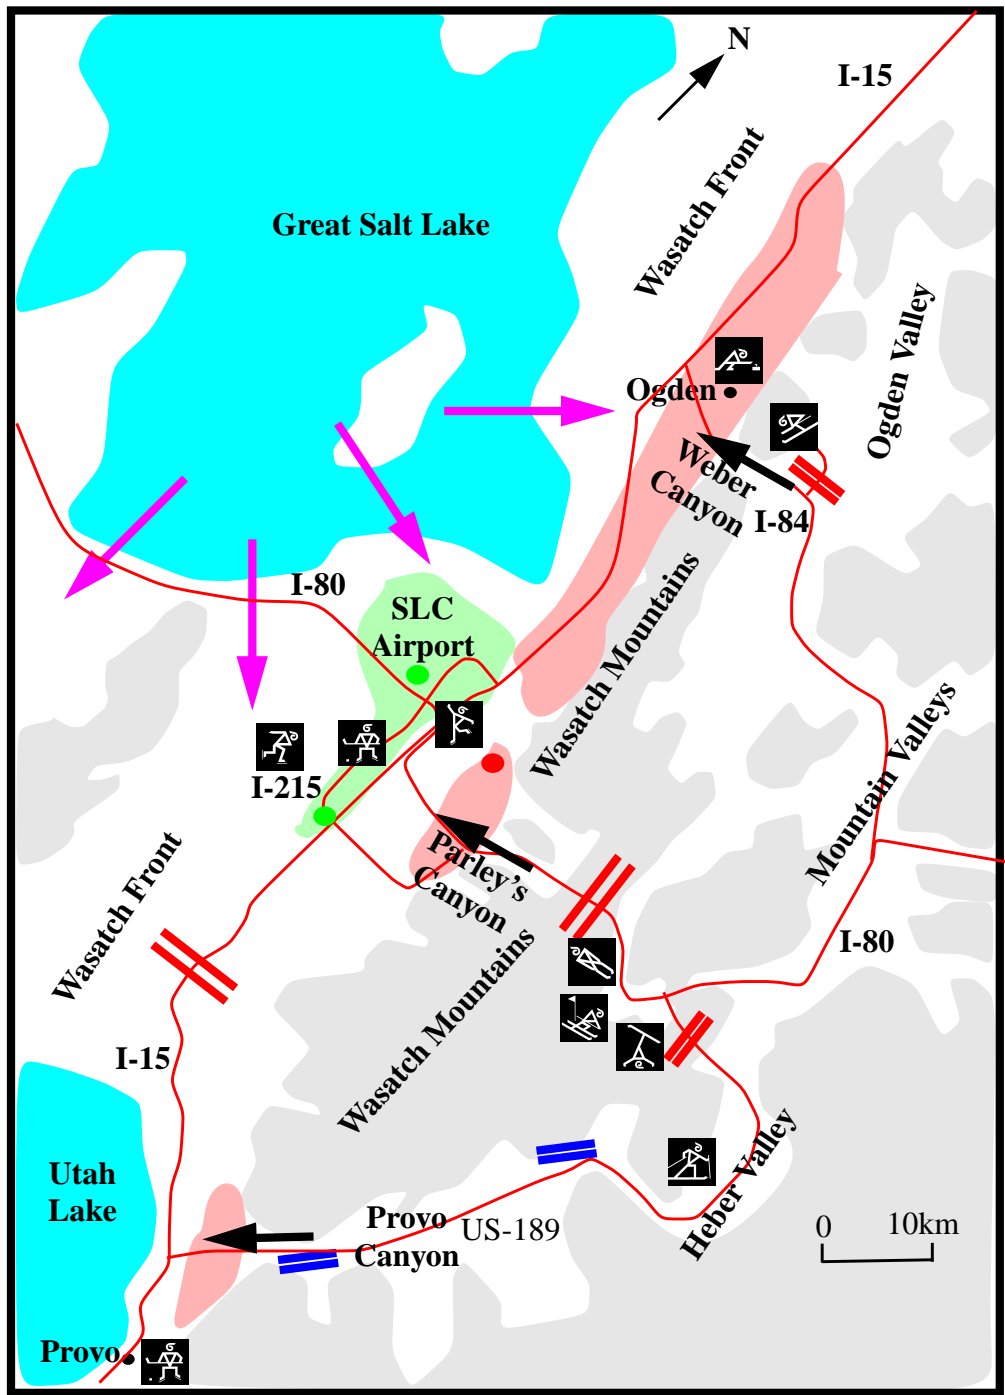 N
I-15
Wasatch Front
Great Salt Lake
Ogden Valley
Ogden
Weber
Canyon
I-84
I-80
SLC
Airport
Wasatch Mountains
Mountain Valleys
I-215
Parley's
Canyon
Wasatch Front
Wasatch Mountains
I-80
I-15
Utah
Lake
Heber Valley
Provo
Canyon
US-189
0 10km
Provo